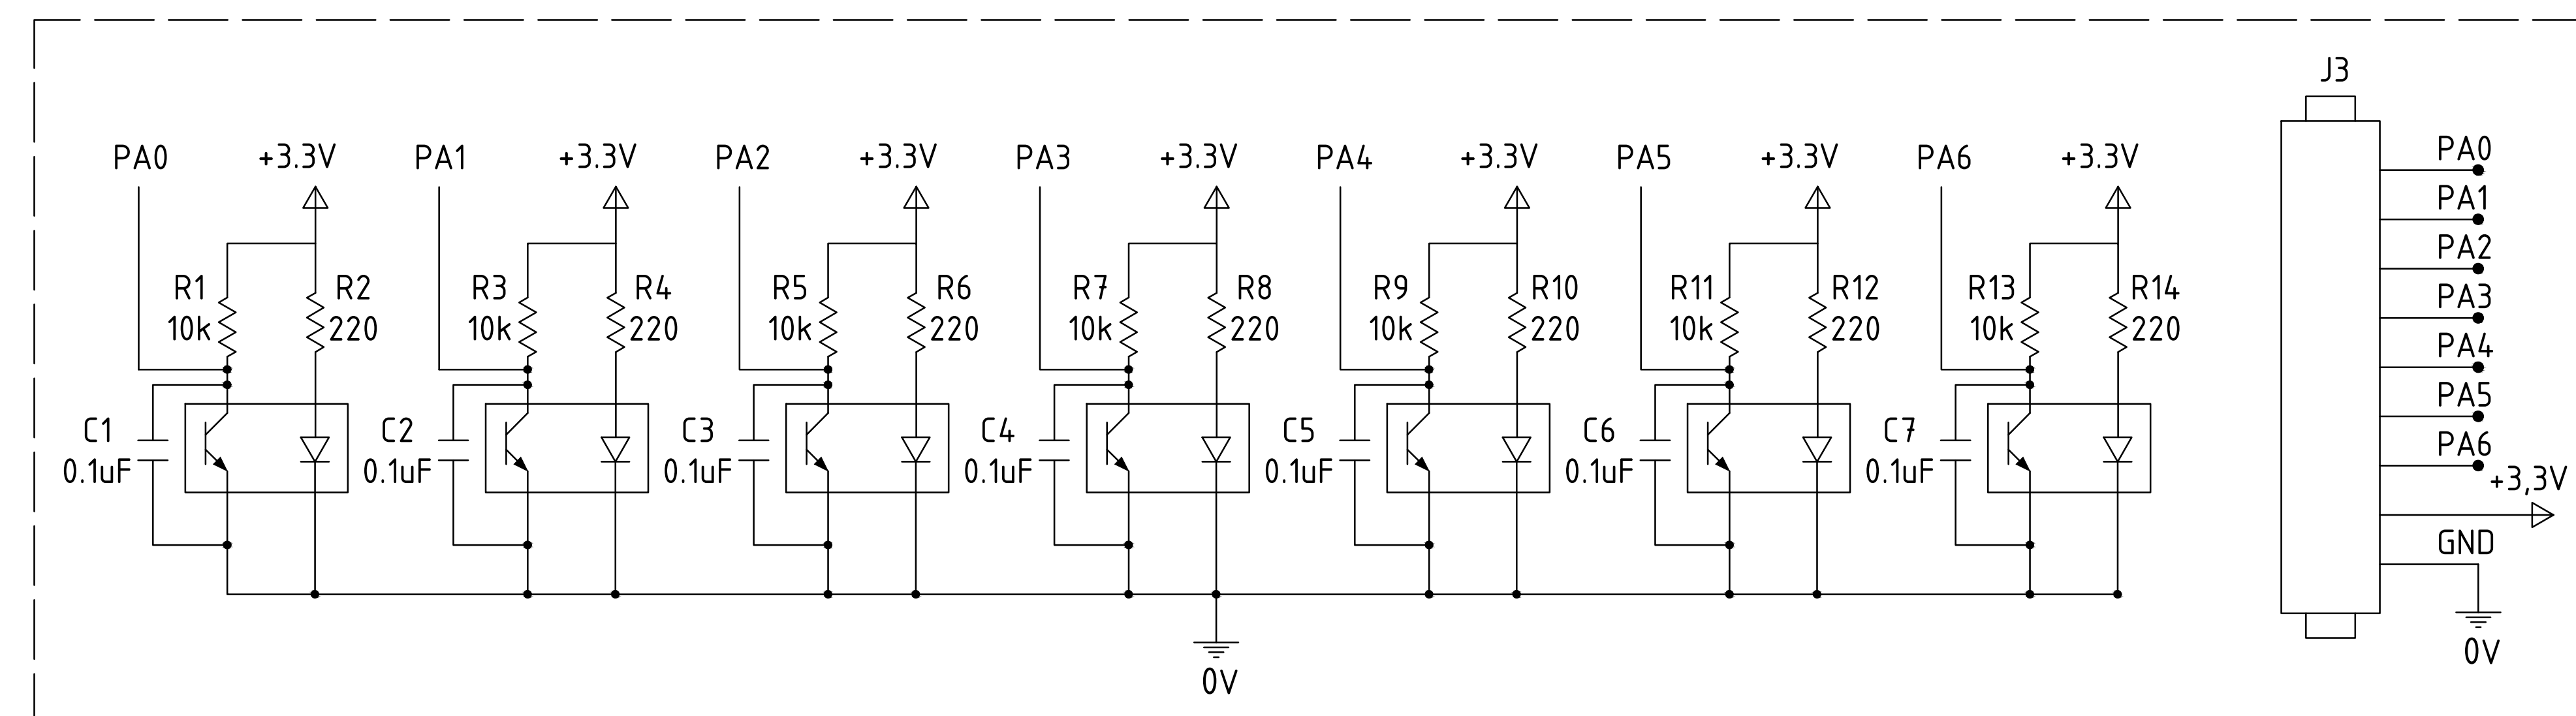 J3
PA0 +3.3V PA1 +3.3V PA2 +3.3V PA3 +3.3V PA4 +3.3V PA5 +3.3V PA6 +3.3V
R1 R2 R3 R4 R5 R6 R7 R8 R9 R10 R11 R12 R13 R14
10k 220 10k 220 10k 220 10k 220 10k 220 10k 220 10k 220
C1 C2 C3 C4 C5 C6 C7
0.1uF 0.1uF 0.1uF 0.1uF 0.1uF 0.1uF 0.1uF
0V
PA0
PA1
PA2
PA3
PA4
PA5
PA6
+3,3V
GND
0V